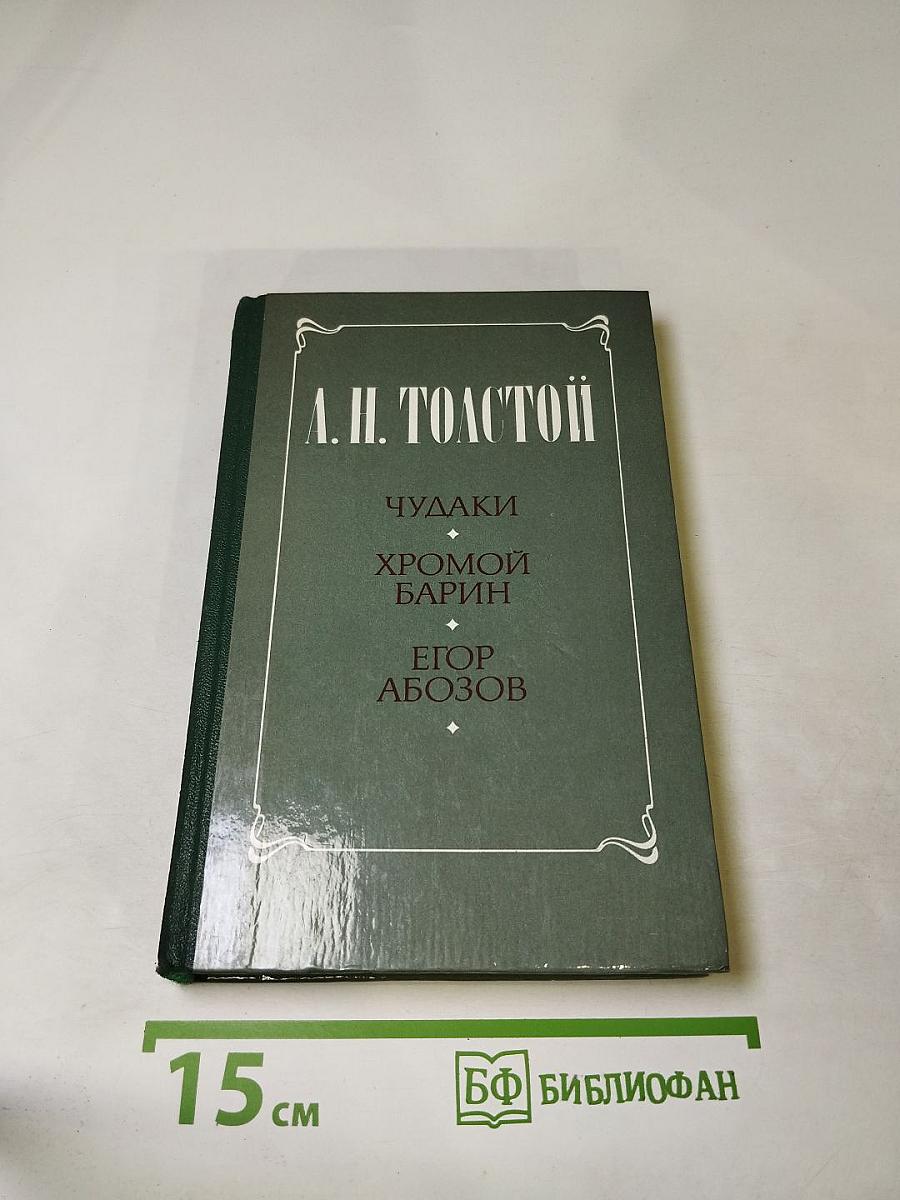 А. Н. ТОЛСТОЙ
ЧУДАКИ
ХРОМОЙ
БАРИН
ЕГОР
АБОЗОВ
15 СМ
БФ БИБЛИОФАН